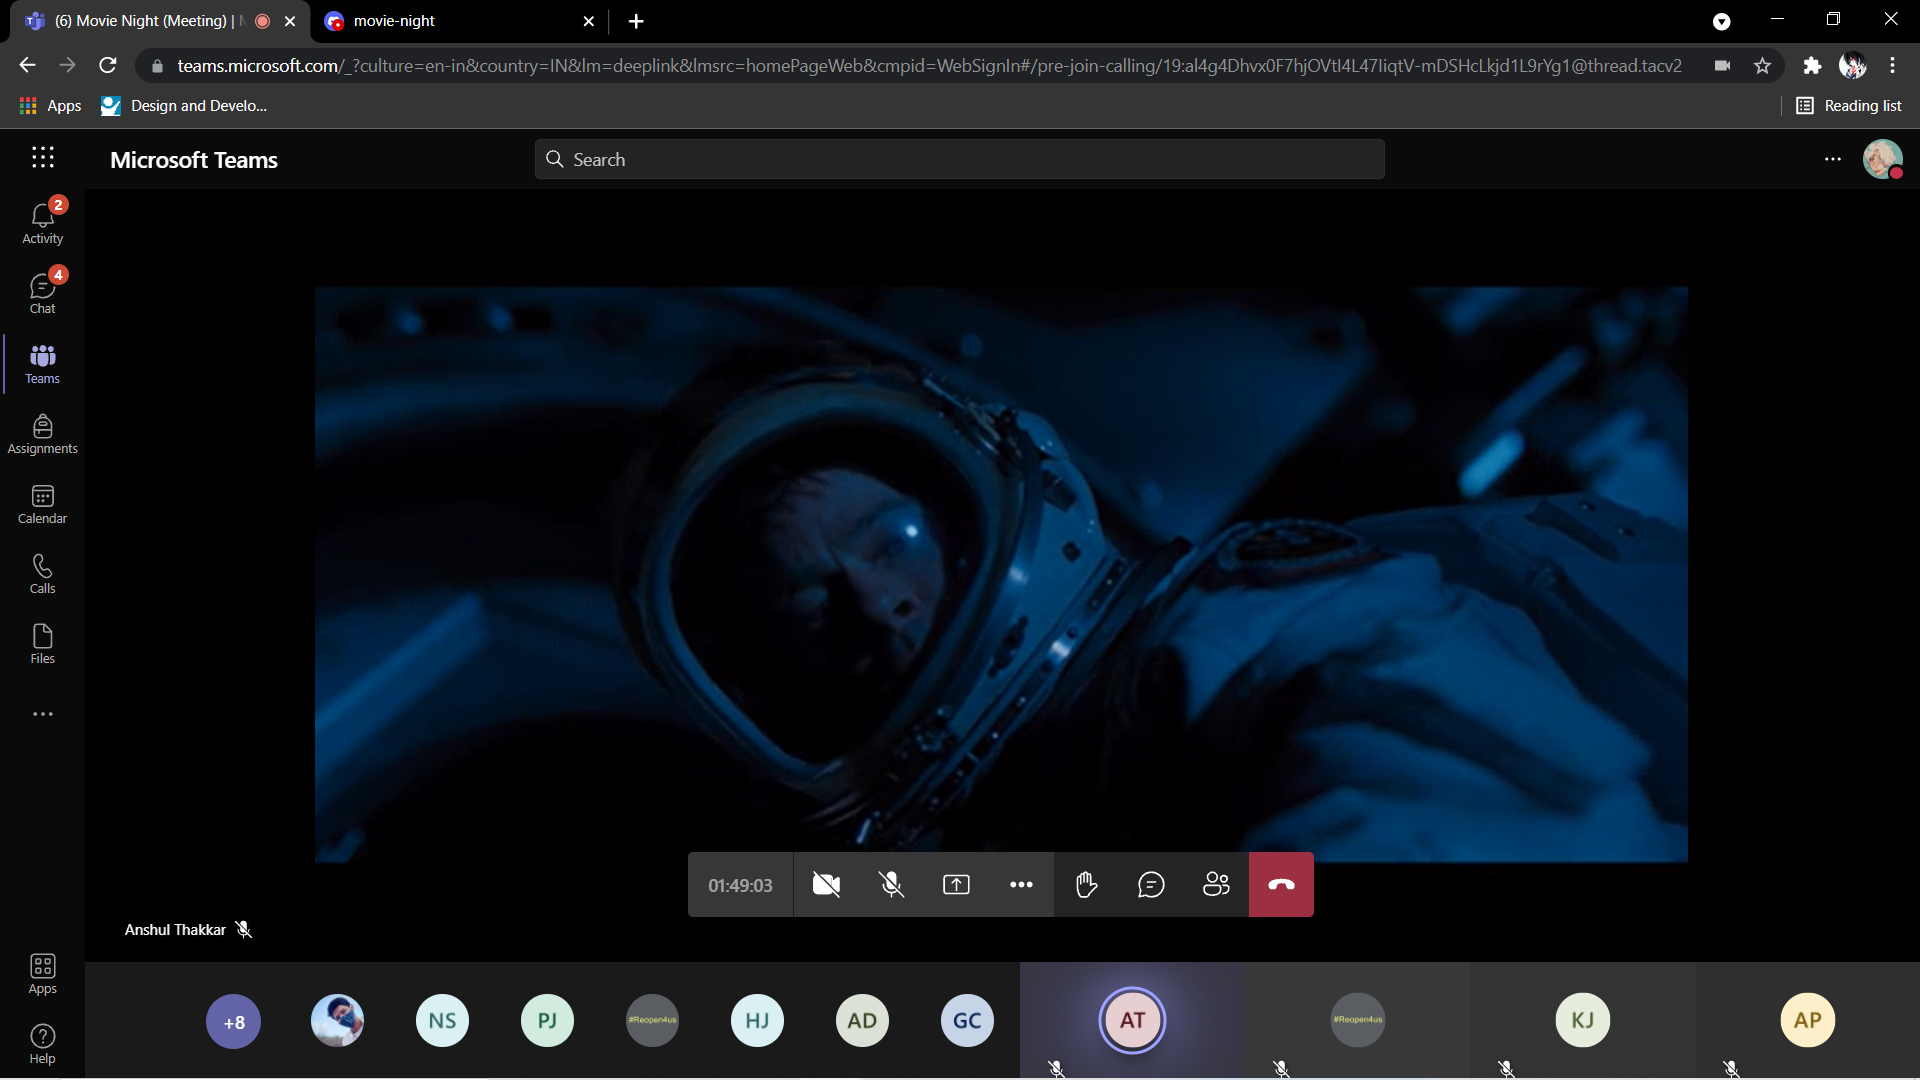 (6) Movie Night (Meeting) |
movie-night
teams.microsoft.com/_?culture=en-in&country=IN&lm=deeplink&lmsrc=homePageWeb&cmpid=WebSignIn#/pre-join-calling/19:al4g4Dhvx0F7hjOVtI4L47IiqtV-mDSHcLkjd1L9rYg1@thread.tacv2
Apps
Design and Develo...
Reading list
Microsoft Teams
Search
2
Activity
4
Chat
Teams
Assignments
Calendar
Calls
Files
01:49:03
Anshul Thakkar
Apps
Help
+8
NS
PJ
#Reopen4us
HJ
AD
GC
AT
#Reopen4us
KJ
AP